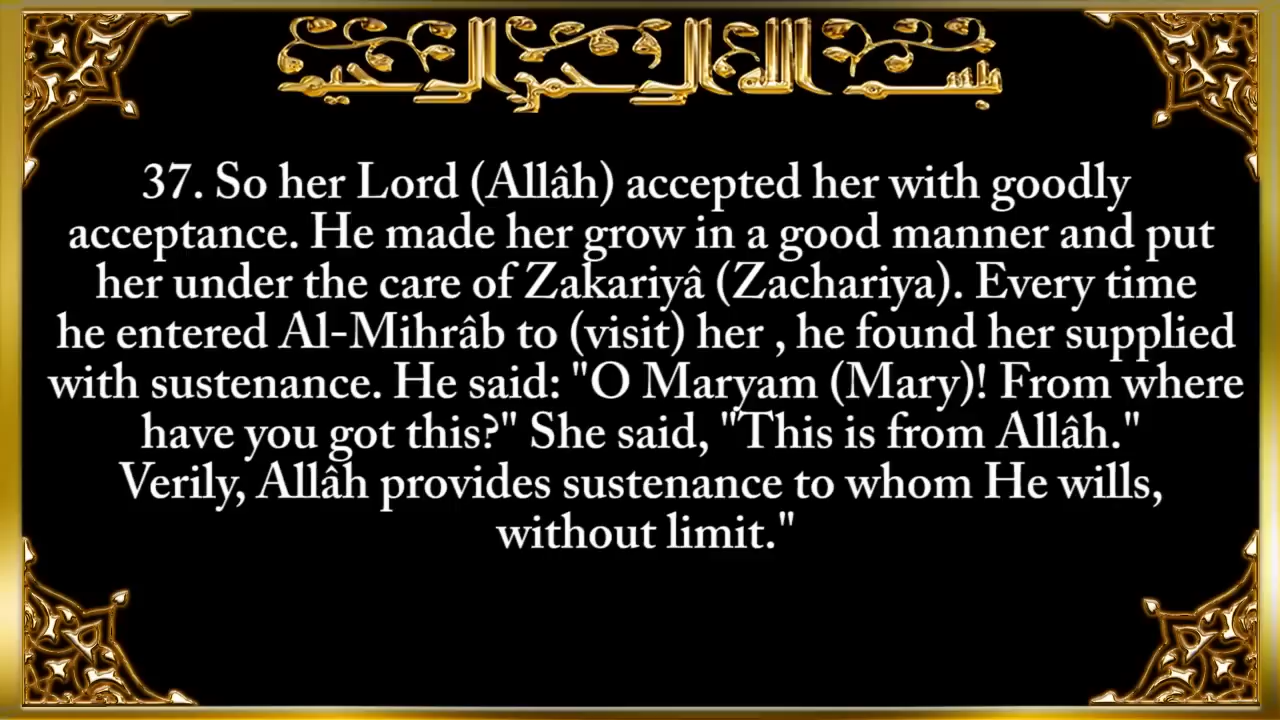 بسم الله الرحمن الرحيم
37. So her Lord (Allâh) accepted her with goodly
acceptance. He made her grow in a good manner and put
her under the care of Zakariyâ (Zachariya). Every time
he entered Al-Mihrâb to (visit) her , he found her supplied
with sustenance. He said: "O Maryam (Mary)! From where
have you got this?" She said, "This is from Allâh."
Verily, Allâh provides sustenance to whom He wills,
without limit."